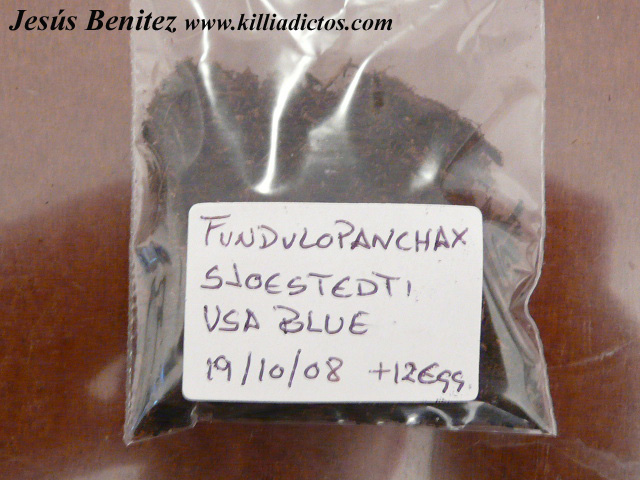 Jesús Benitez www.killiadictos.com
FUNDULOPANCHAX
SJOESTEDTI
USA BLUE
19/10/08 +12Egg.